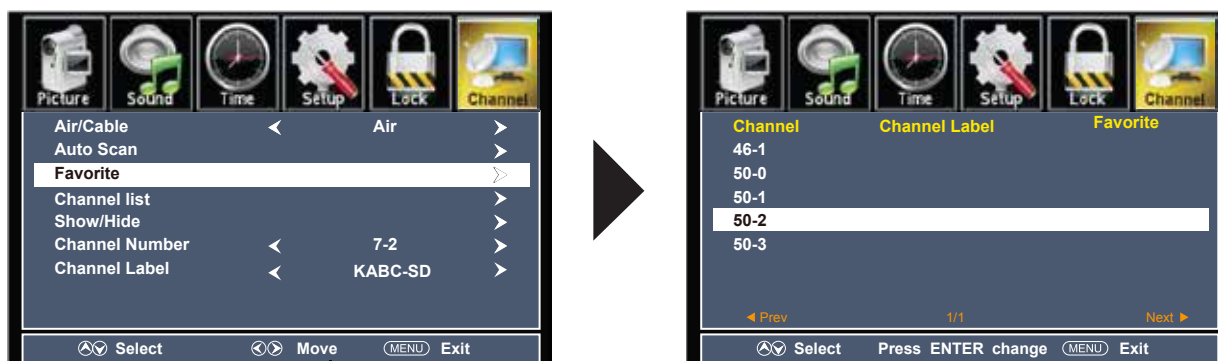 Picture Sound Time Setup Lock Channel
Air/Cable Air
Auto Scan
Favorite
Channel list
Show/Hide
Channel Number 7-2
Channel Label KABC-SD
Select Move MENU Exit
Picture Sound Time Setup Lock Channel
Channel Channel Label Favorite
46-1
50-0
50-1
50-2
50-3
Prev 1/1 Next
Select Press ENTER change MENU Exit